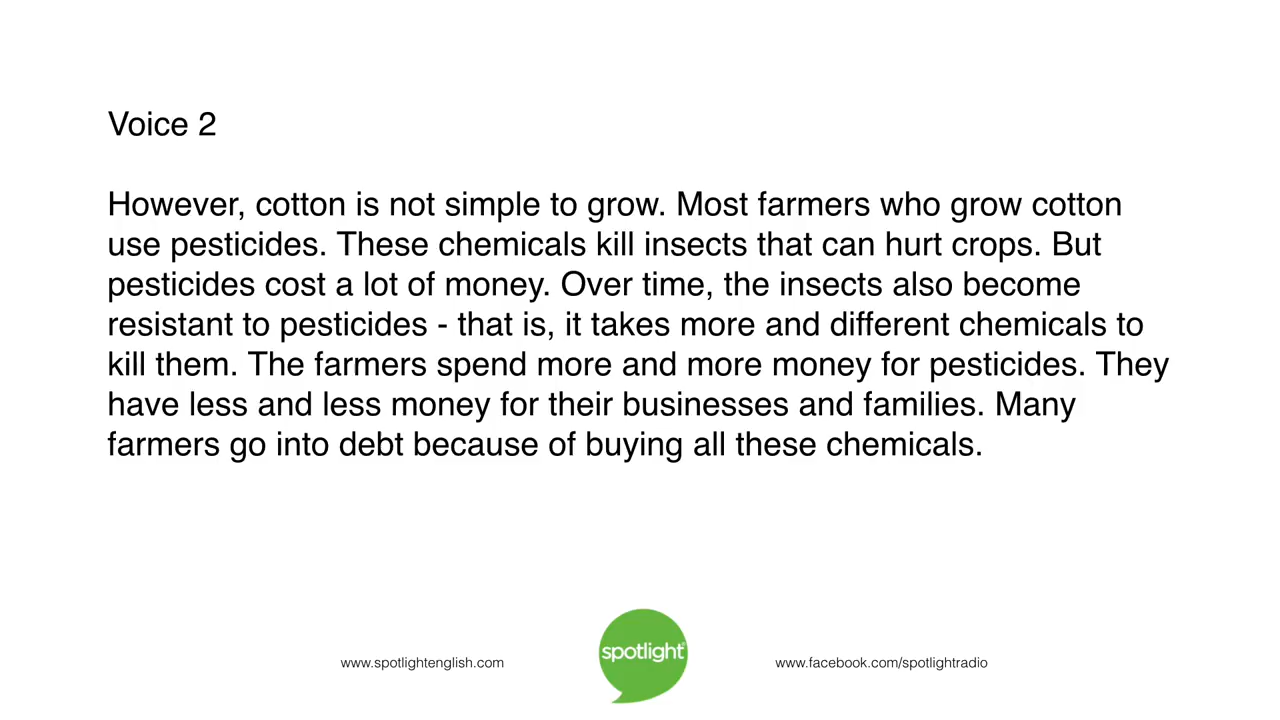 Voice 2
However, cotton is not simple to grow. Most farmers who grow cotton
use pesticides. These chemicals kill insects that can hurt crops. But
pesticides cost a lot of money. Over time, the insects also become
resistant to pesticides - that is, it takes more and different chemicals to
kill them. The farmers spend more and more money for pesticides. They
have less and less money for their businesses and families. Many
farmers go into debt because of buying all these chemicals.
www.spotlightenglish.com
spotlight
www.facebook.com/spotlightradio